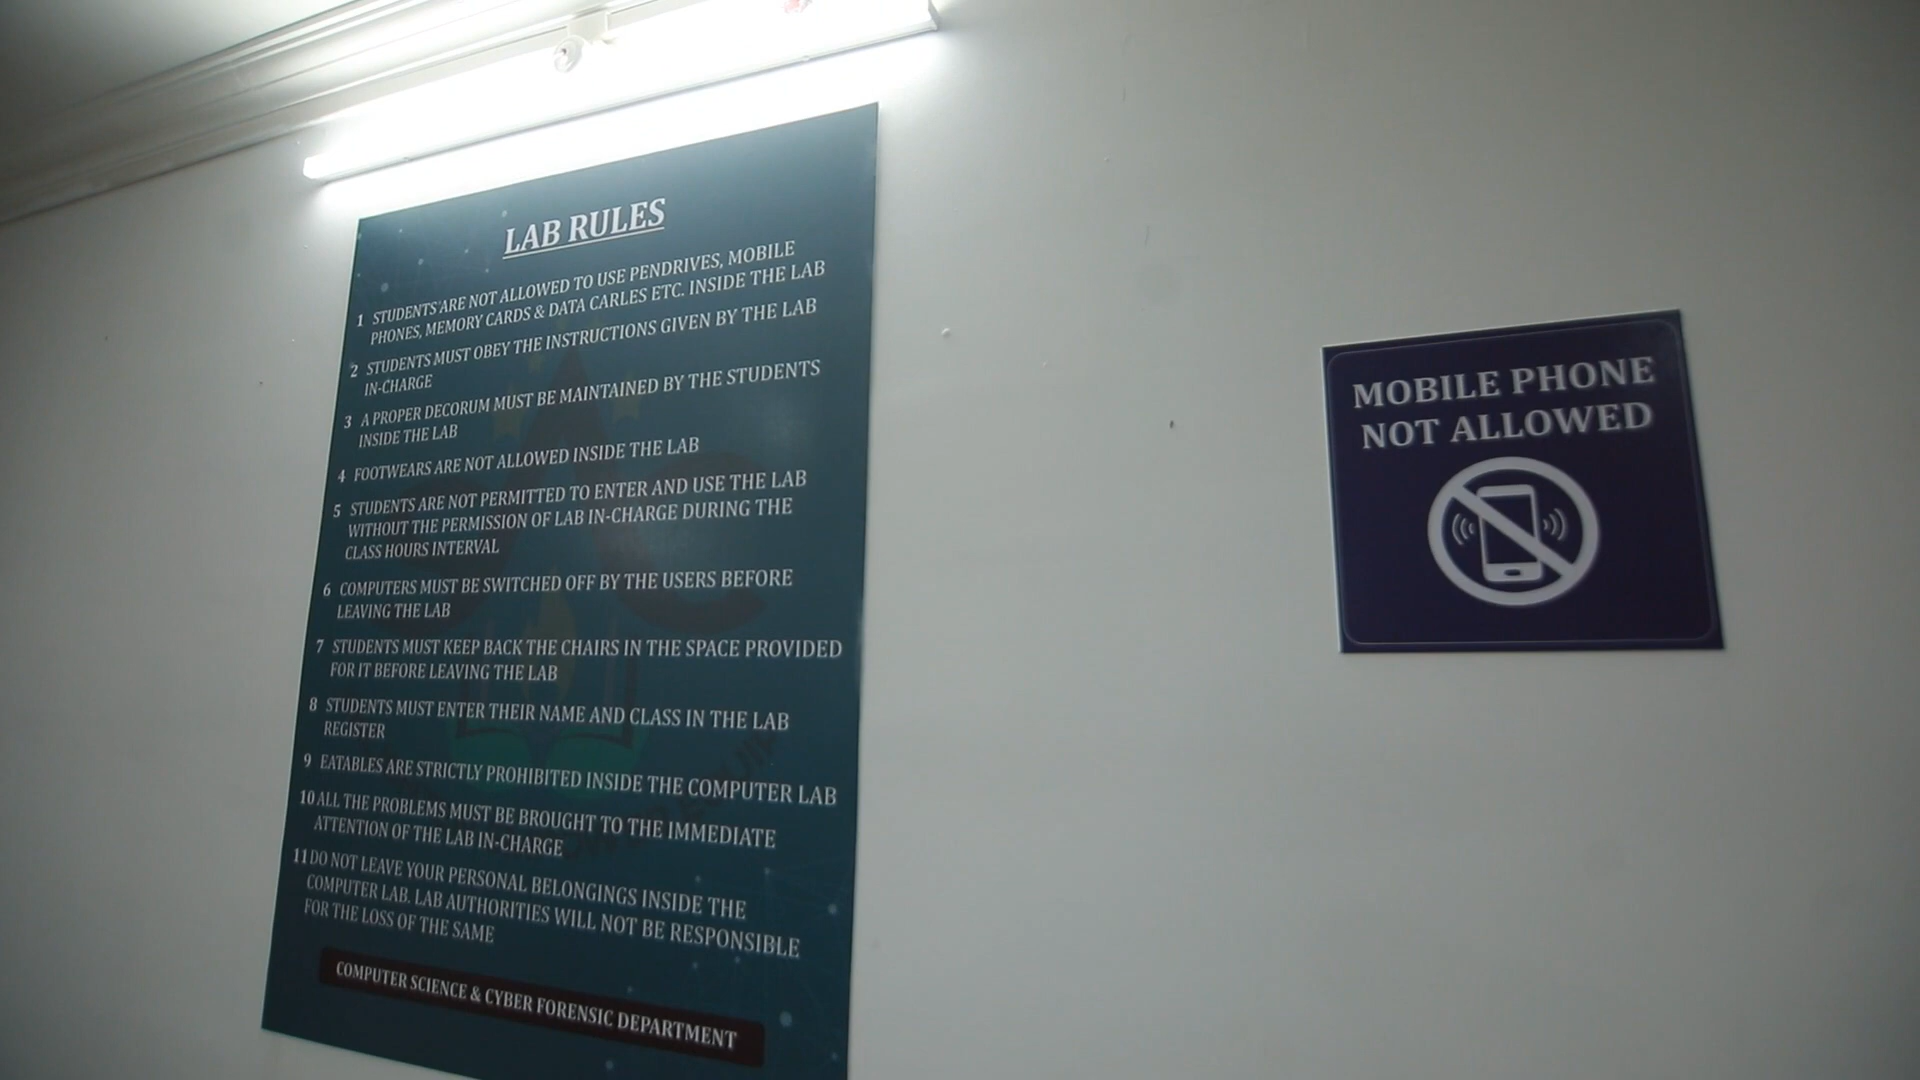 LAB RULES
1 STUDENTS ARE NOT ALLOWED TO USE PENDRIVES, MOBILE
PHONES, MEMORY CARDS & DATA CARLES ETC. INSIDE THE LAB
2 STUDENTS MUST OBEY THE INSTRUCTIONS GIVEN BY THE LAB
IN-CHARGE
3 A PROPER DECORUM MUST BE MAINTAINED BY THE STUDENTS
INSIDE THE LAB
4 FOOTWEARS ARE NOT ALLOWED INSIDE THE LAB
5 STUDENTS ARE NOT PERMITTED TO ENTER AND USE THE LAB
WITHOUT THE PERMISSION OF LAB IN-CHARGE DURING THE
CLASS HOURS INTERVAL
6 COMPUTERS MUST BE SWITCHED OFF BY THE USERS BEFORE
LEAVING THE LAB
7 STUDENTS MUST KEEP BACK THE CHAIRS IN THE SPACE PROVIDED
FOR IT BEFORE LEAVING THE LAB
8 STUDENTS MUST ENTER THEIR NAME AND CLASS IN THE LAB
REGISTER
9 EATABLES ARE STRICTLY PROHIBITED INSIDE THE COMPUTER LAB
10 ALL THE PROBLEMS MUST BE BROUGHT TO THE IMMEDIATE
ATTENTION OF THE LAB IN-CHARGE
11 DO NOT LEAVE YOUR PERSONAL BELONGINGS INSIDE THE
COMPUTER LAB. LAB AUTHORITIES WILL NOT BE RESPONSIBLE
FOR THE LOSS OF THE SAME
COMPUTER SCIENCE & CYBER FORENSIC DEPARTMENT
MOBILE PHONE
NOT ALLOWED